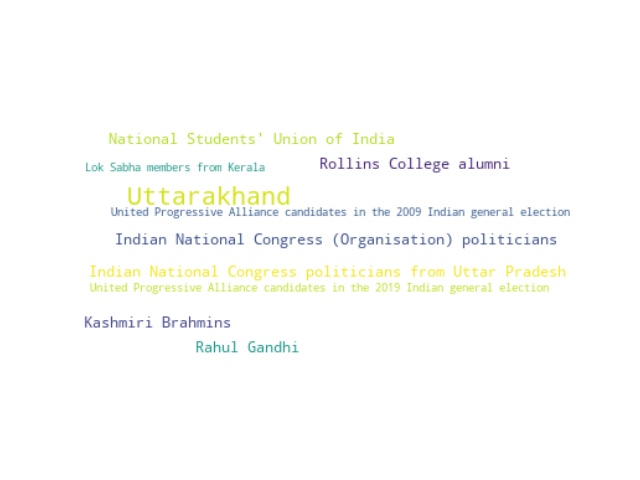 National Students' Union of India
Lok Sabha members from Kerala
Rollins College alumni
Uttarakhand
United Progressive Alliance candidates in the 2009 Indian general election
Indian National Congress (Organisation) politicians
Indian National Congress politicians from Uttar Pradesh
United Progressive Alliance candidates in the 2019 Indian general election
Kashmiri Brahmins
Rahul Gandhi